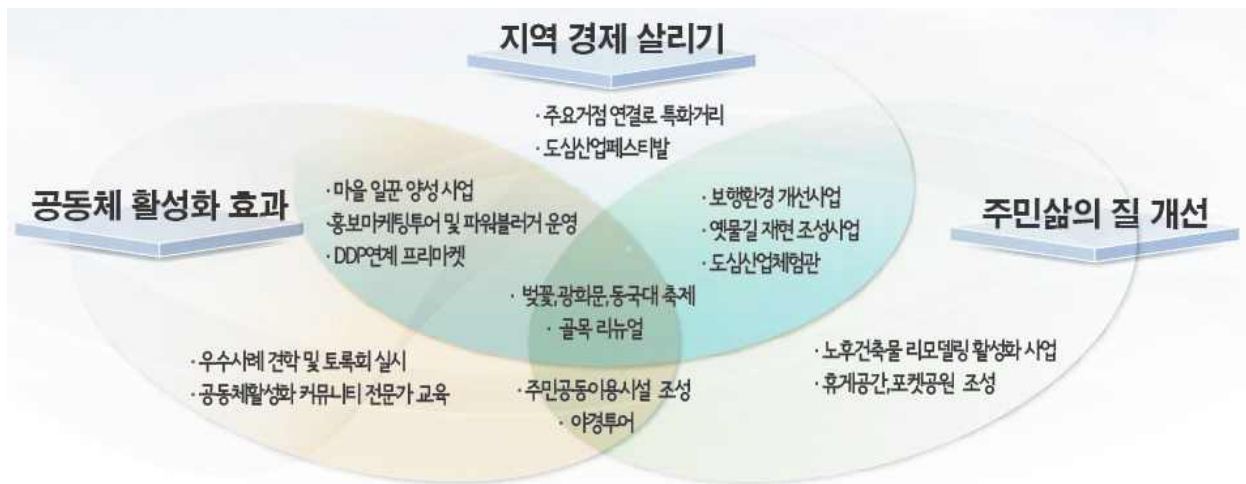 지역 경제 살리기
· 주요거점 연결로 특화거리
· 도심산업페스티발
공동체 활성화 효과
· 마을 일꾼 양성 사업
·홍보마케팅투어 및 파워블러거 운영
· DDP연계 프리마켓
· 보행환경 개선사업
· 옛물길 재현 조성사업
· 도심산업체험관
주민삶의 질 개선
· 벚꽃,광희문,동국대 축제
· 골목 리뉴얼
· 우수사례 견학 및 토록회 실시
· 공동체활성화 커뮤니티 전문가 교육
· 주민공동이용시설 조성
· 야경투어
· 노후건축물 리모델링 활성화 사업
· 휴게공간,포켓공원 조성